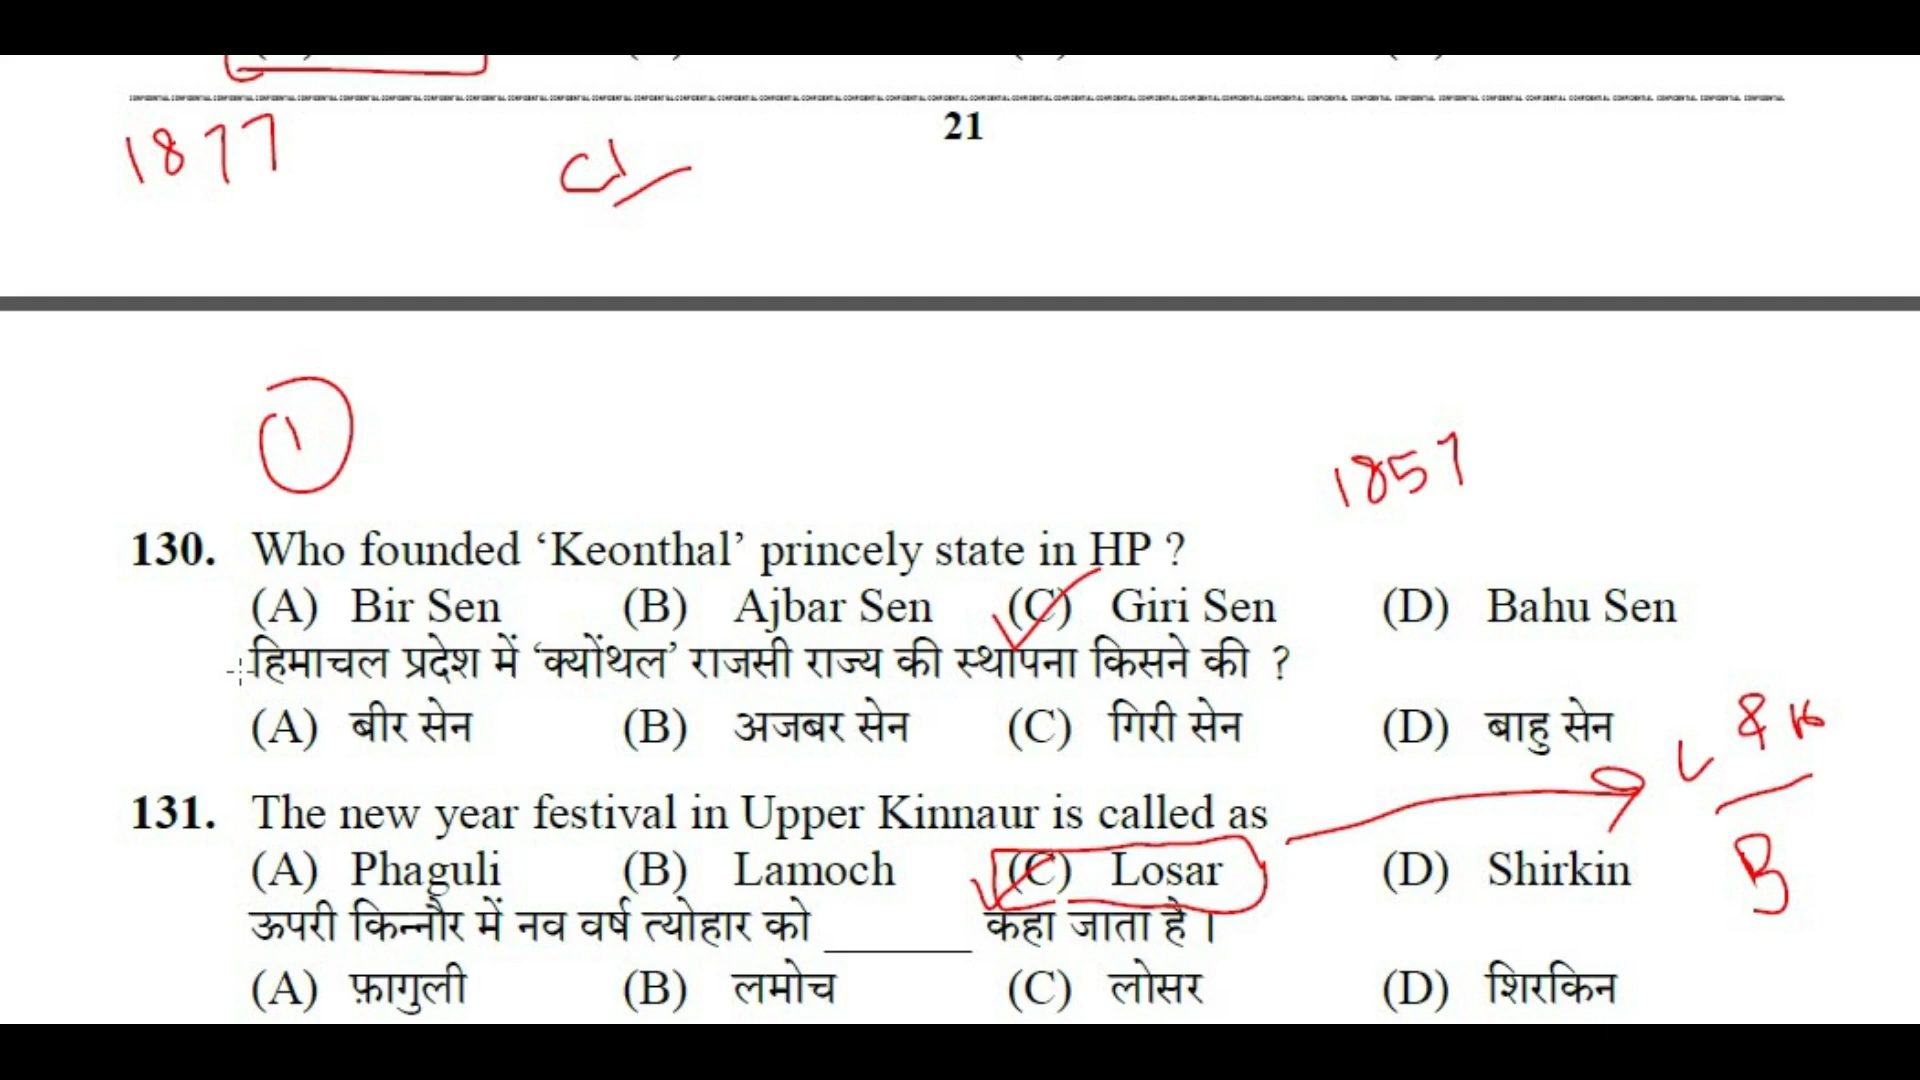 21
1877
1
1857
130. Who founded ‘Keonthal’ princely state in HP ?
(A) Bir Sen (B) Ajbar Sen (C) Giri Sen (D) Bahu Sen
हिमाचल प्रदेश में ‘क्योंथल’ राजसी राज्य की स्थापना किसने की ?
(A) बीर सेन (B) अजबर सेन (C) गिरी सेन (D) बाहु सेन
131. The new year festival in Upper Kinnaur is called as
(A) Phaguli (B) Lamoch (C) Losar (D) Shirkin
ऊपरी किन्नौर में नव वर्ष त्योहार को ________ कहा जाता है ।
(A) फ़ागुली (B) लमोच (C) लोसर (D) शिरकिन